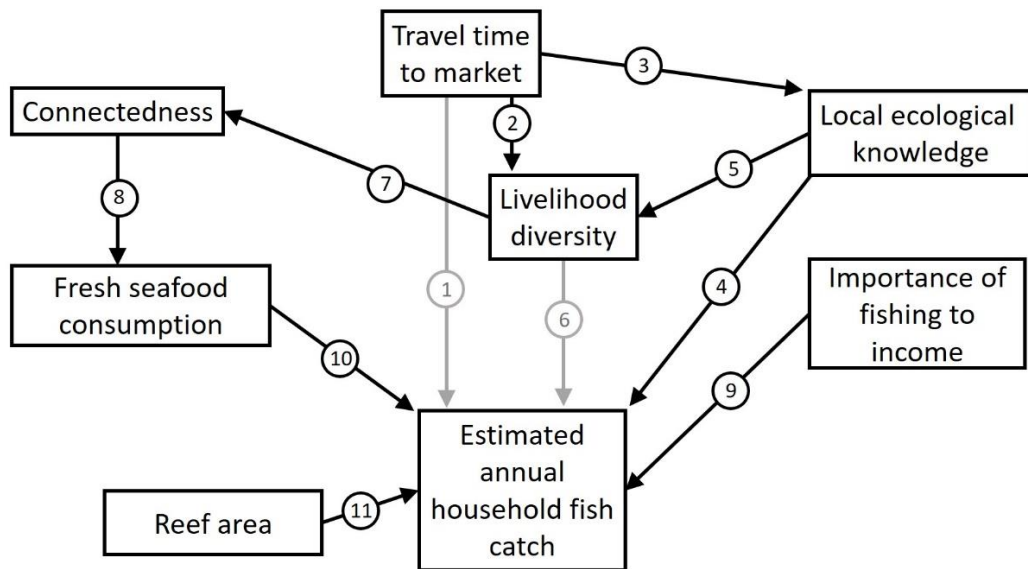 Travel time
to market
3
Connectedness
2
Local ecological
knowledge
5
7
8
Livelihood
diversity
Fresh seafood
consumption
1
6
4
Importance of
fishing to
income
10
9
Estimated
annual
household fish
catch
Reef area
11